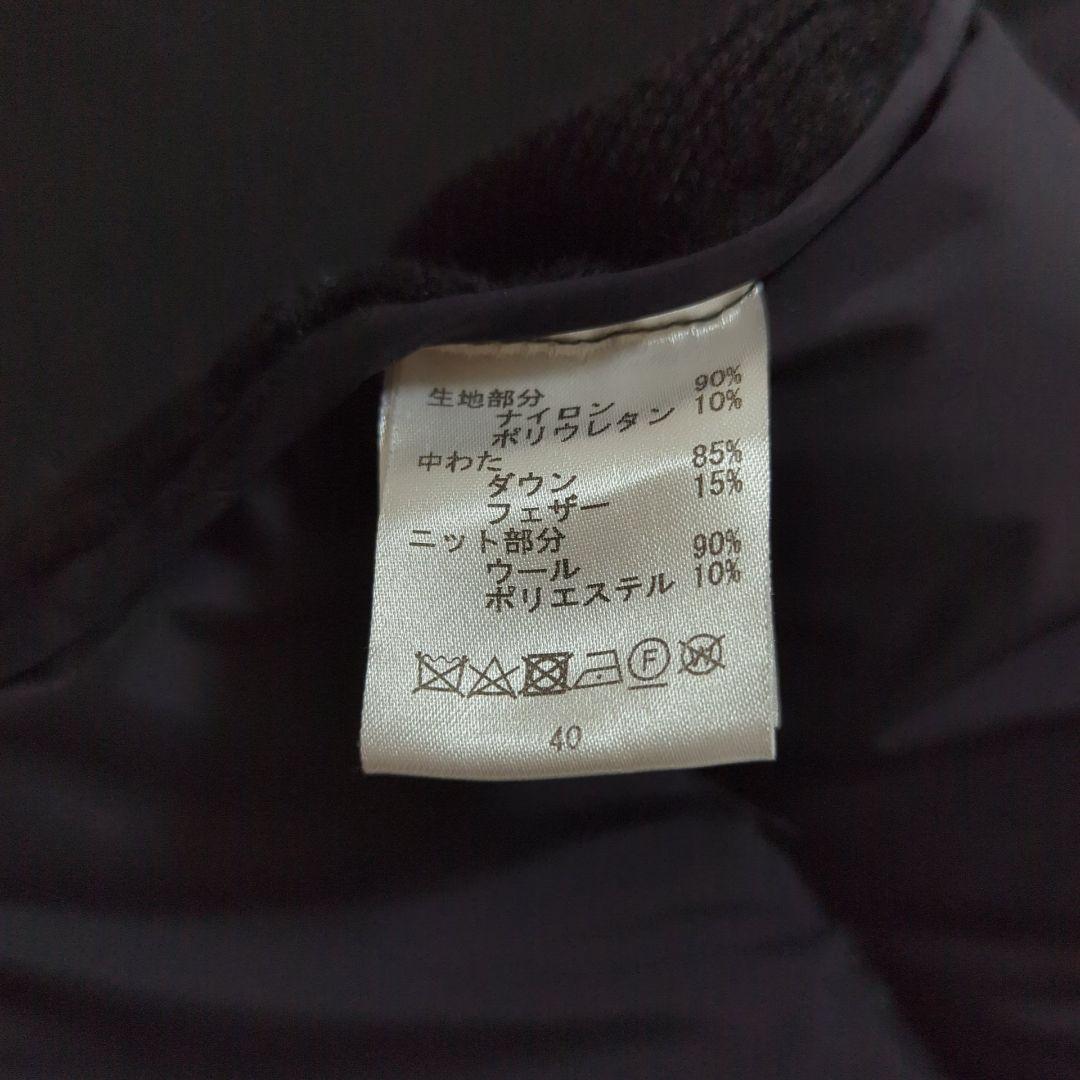 生地部分
ナイロン 90%
ポリウレタン 10%
中わた
ダウン 85%
フェザー 15%
ニット部分
ウール 90%
ポリエステル 10%
F W
40